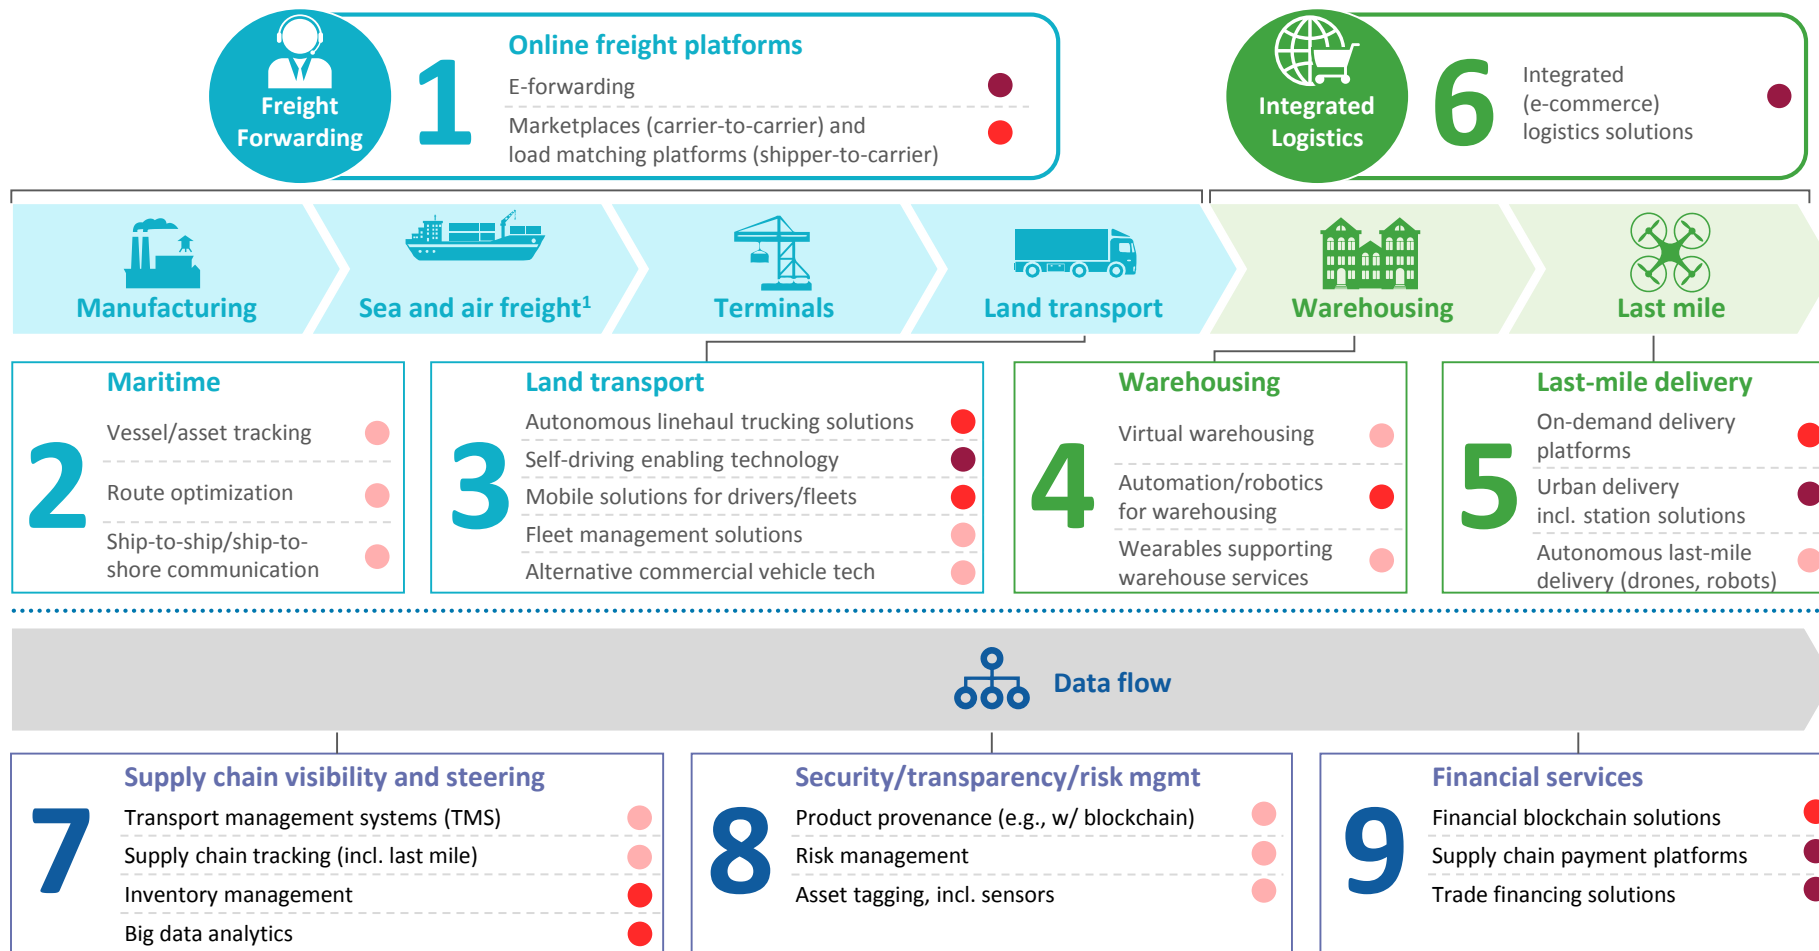 Freight
Forwarding
1
Online freight platforms
E-forwarding
Marketplaces (carrier-to-carrier) and
load matching platforms (shipper-to-carrier)
Integrated
Logistics
6
Integrated
(e-commerce)
logistics solutions
Manufacturing
Sea and air freight¹
Terminals
Land transport
Warehousing
Last mile
2
Maritime
Vessel/asset tracking
Route optimization
Ship-to-ship/ship-to-
shore communication
3
Land transport
Autonomous linehaul trucking solutions
Self-driving enabling technology
Mobile solutions for drivers/fleets
Fleet management solutions
Alternative commercial vehicle tech
4
Warehousing
Virtual warehousing
Automation/robotics
for warehousing
Wearables supporting
warehouse services
5
Last-mile delivery
On-demand delivery
platforms
Urban delivery
incl. station solutions
Autonomous last-mile
delivery (drones, robots)
Data flow
7
Supply chain visibility and steering
Transport management systems (TMS)
Supply chain tracking (incl. last mile)
Inventory management
Big data analytics
8
Security/transparency/risk mgmt
Product provenance (e.g., w/ blockchain)
Risk management
Asset tagging, incl. sensors
9
Financial services
Financial blockchain solutions
Supply chain payment platforms
Trade financing solutions